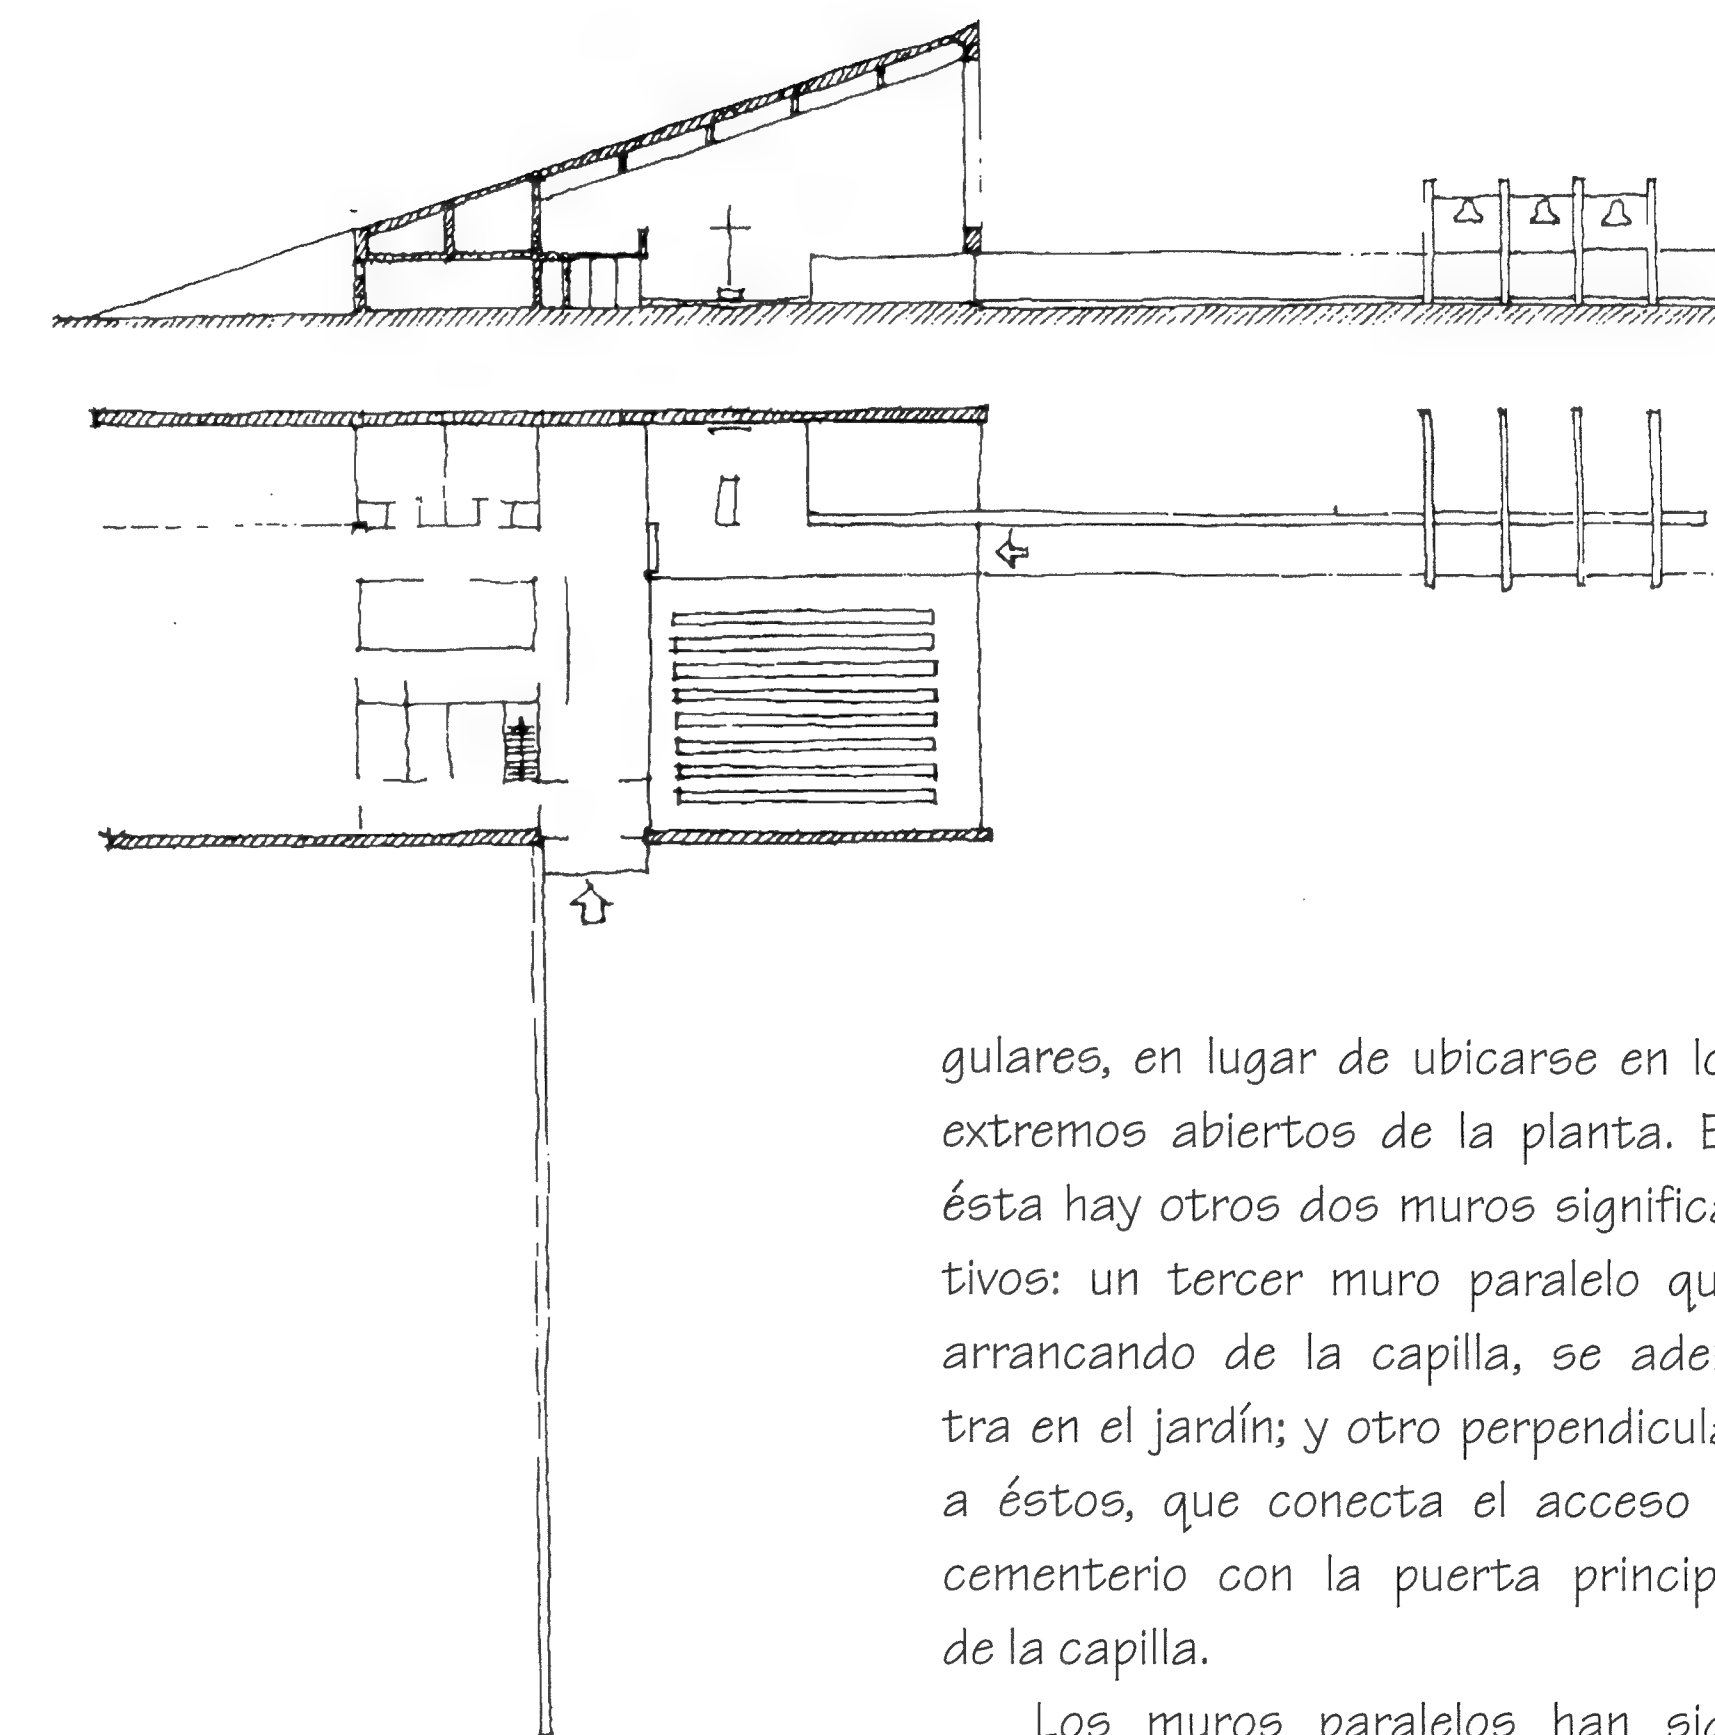 gulares, en lugar de ubicarse en lo
extremos abiertos de la planta. E
ésta hay otros dos muros significa
tivos: un tercer muro paralelo qu
arrancando de la capilla, se ade
tra en el jardín; y otro perpendicula
a éstos, que conecta el acceso
cementerio con la puerta princip
de la capilla.
Los muros paralelos han sid